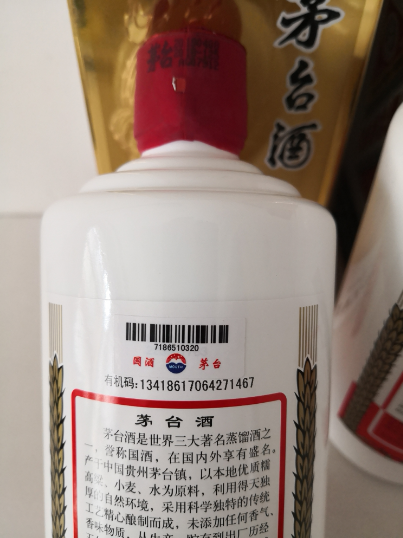 茅台酒
茅台
7186510320
国酒 茅台
有机码:13418617064271467
茅台酒
茅台酒是世界三大著名蒸馏酒之
一，誉称国酒，在国内外享有盛名。
产于中国贵州茅台镇，以本地优质糯
高粱、小麦、水为原料，利用得天独
厚的自然环境，采用科学独特的传统
工艺精心酿制而成，未添加任何香气、
香味物质，从生产、贮存到出厂历经